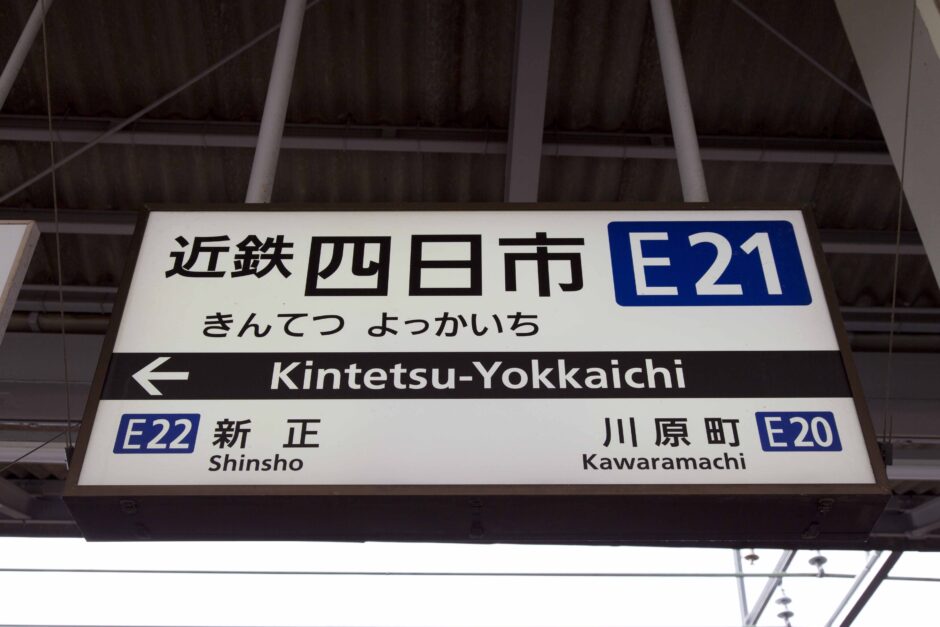 近鉄 四日市 E21
きんてつ よっかいち
← Kintetsu-Yokkaichi
E22 新正 川原町 E20
Shinsho Kawaramachi